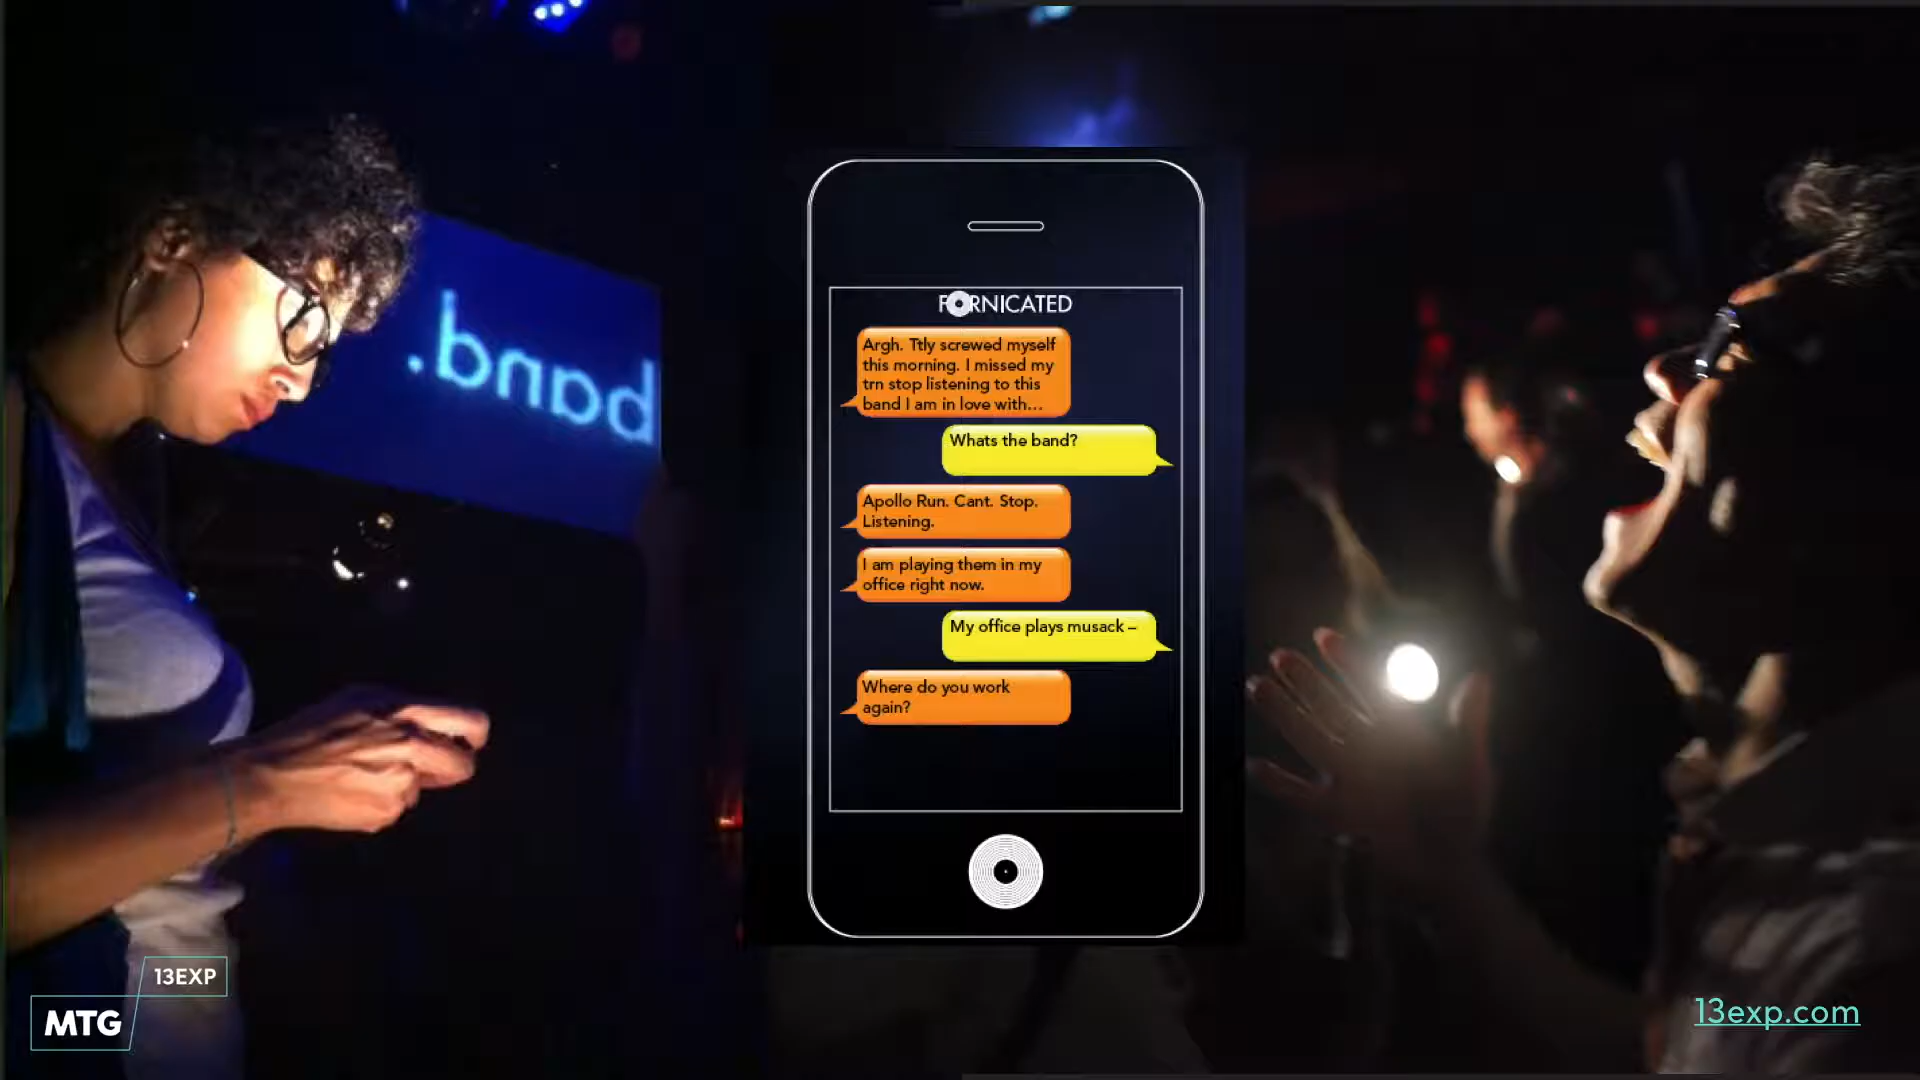 band.
FORNICATED
Argh. Ttly screwed myself
this morning. I missed my
trn stop listening to this
band I am in love with...
Whats the band?
Apollo Run. Cant. Stop.
Listening.
I am playing them in my
office right now.
My office plays musack –
Where do you work
again?
13EXP
MTG
13exp.com